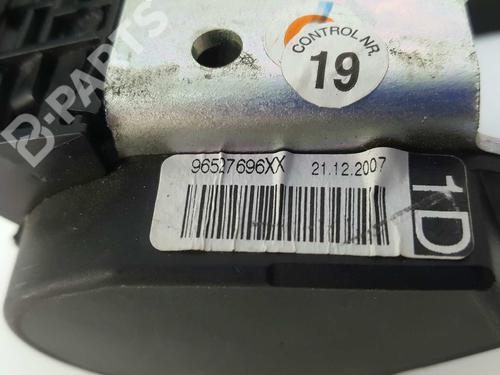 B-PARTS
CONTROL NR.
19
96527696XX 21.12.2007
1D